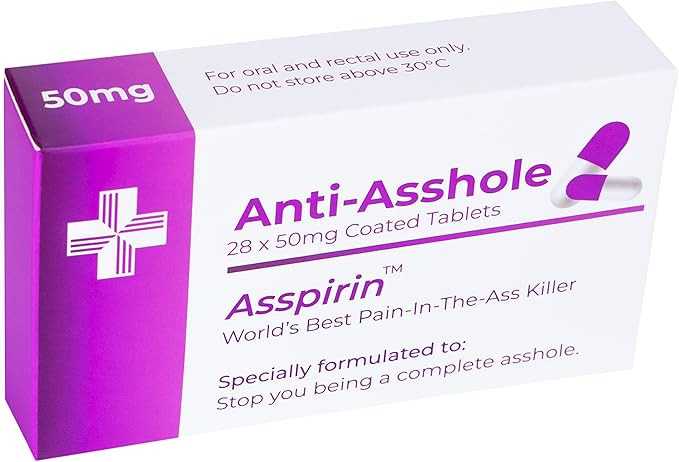 50mg
For oral and rectal use only.
Do not store above 30°C
Anti-Asshole
28 x 50mg Coated Tablets
Asspirin™
World's Best Pain-In-The-Ass Killer
Specially formulated to:
Stop you being a complete asshole.